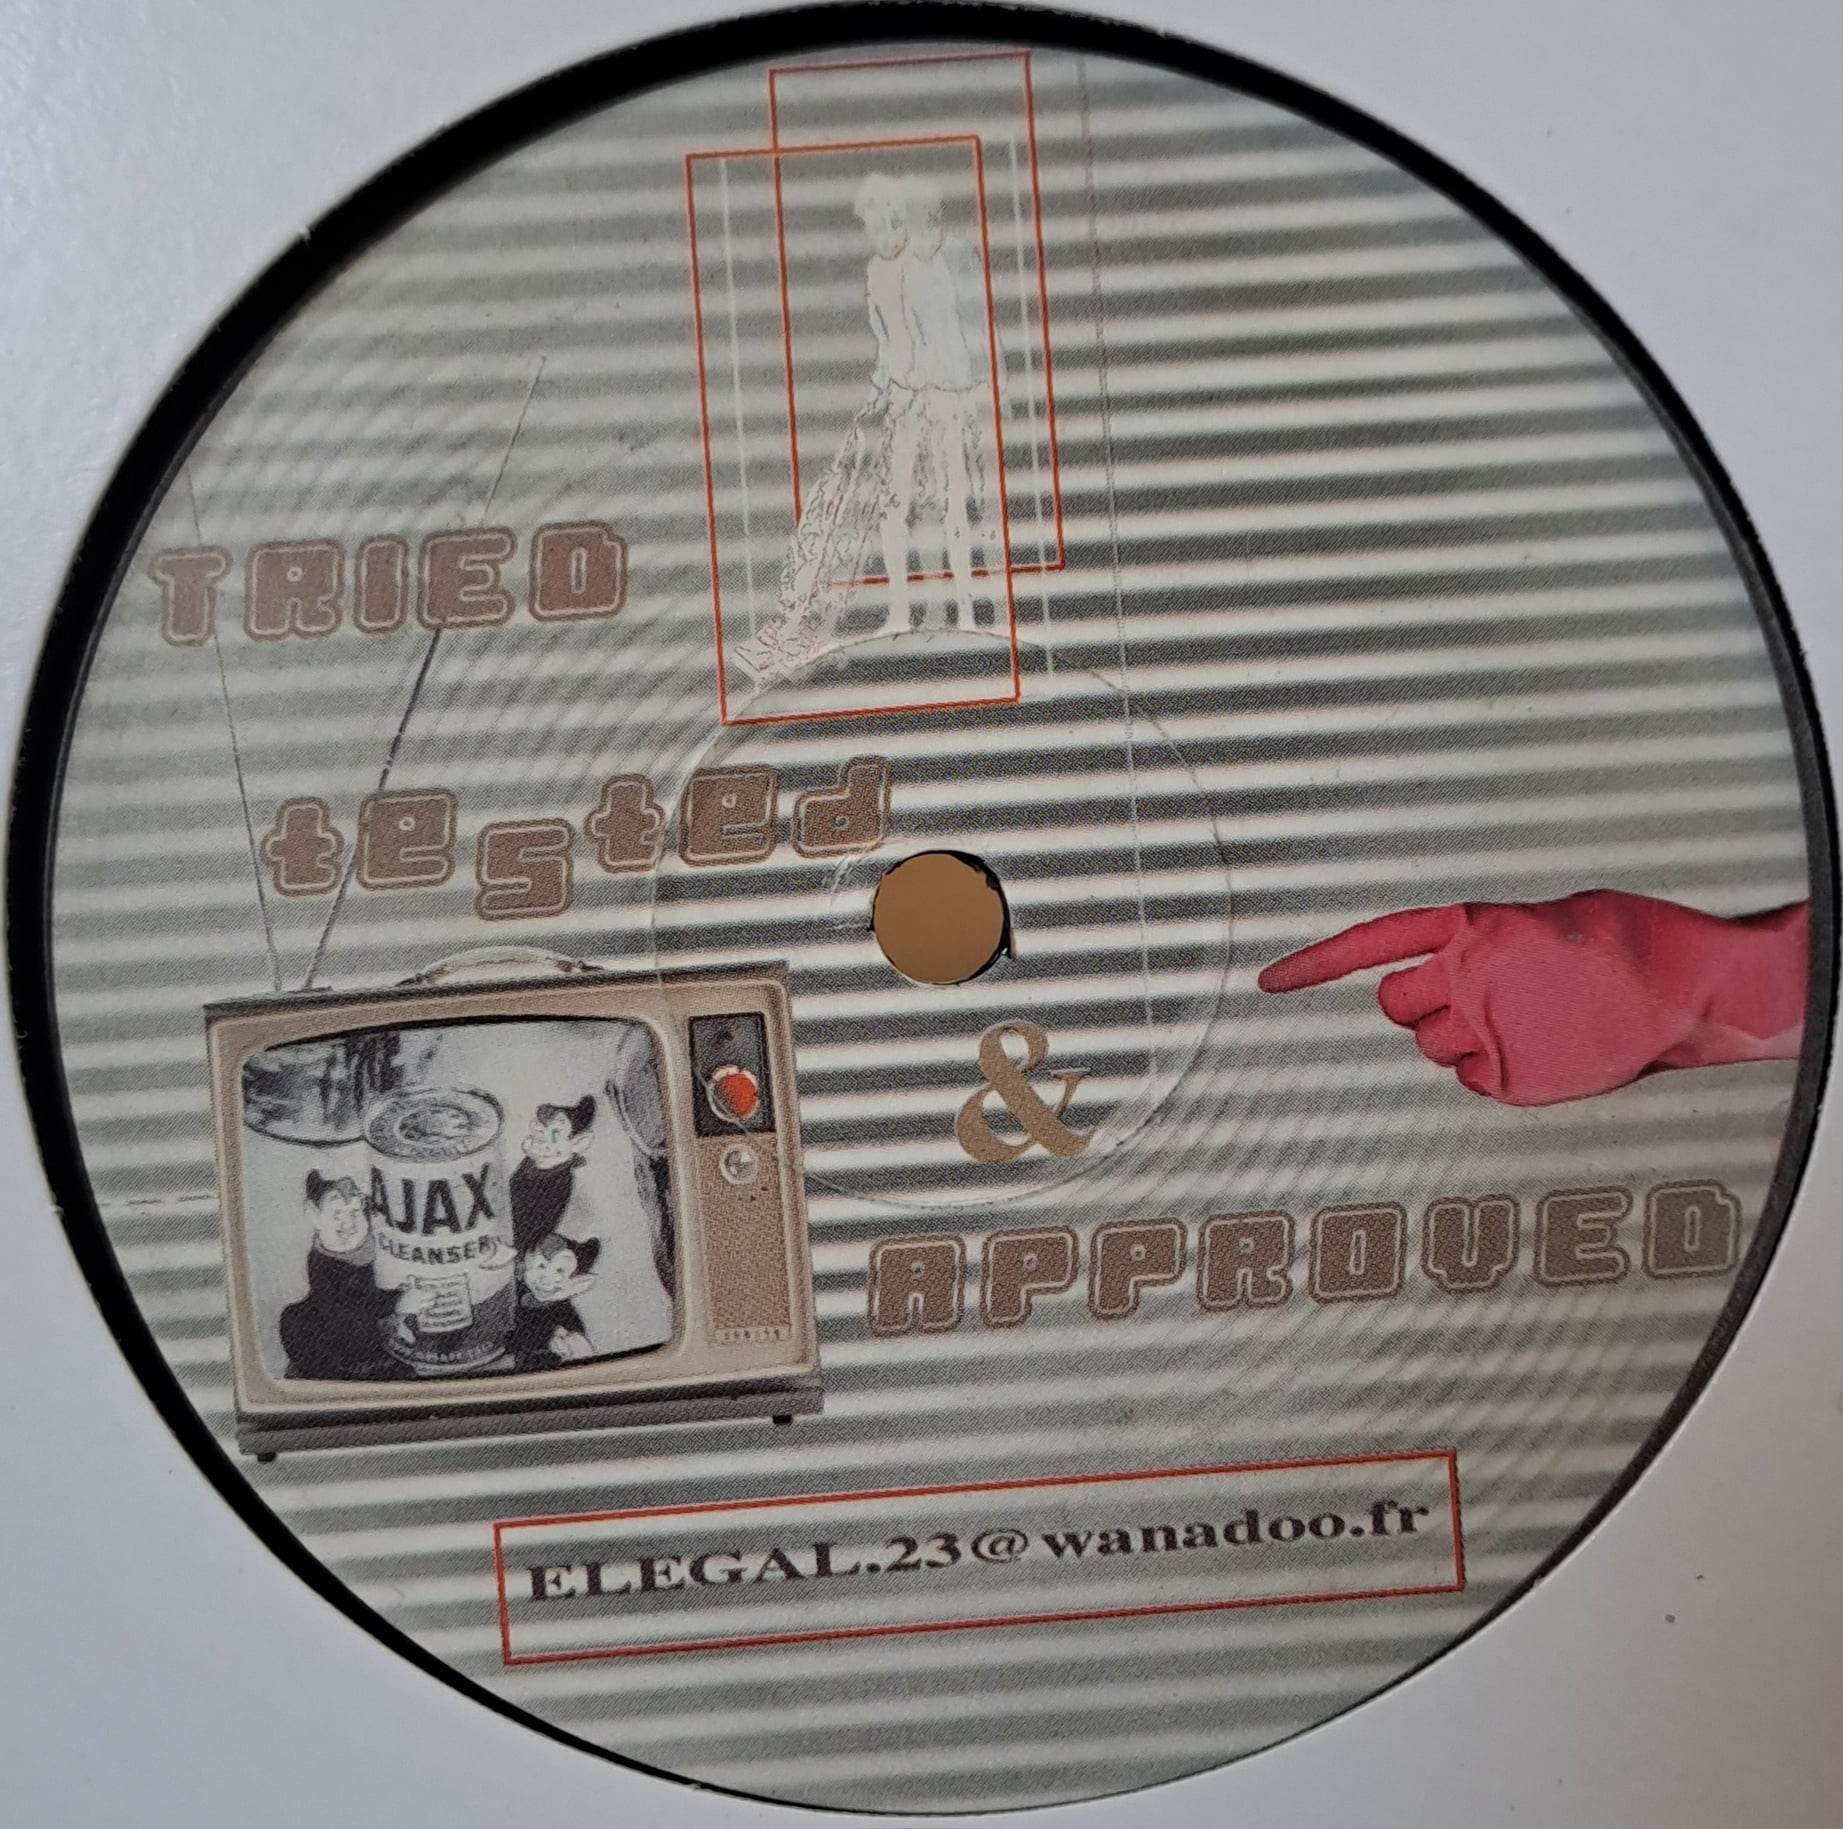 TRIED
tested
&
APPROVED
AJAX
CLEANSER
ELEGAL.23@wanadoo.fr